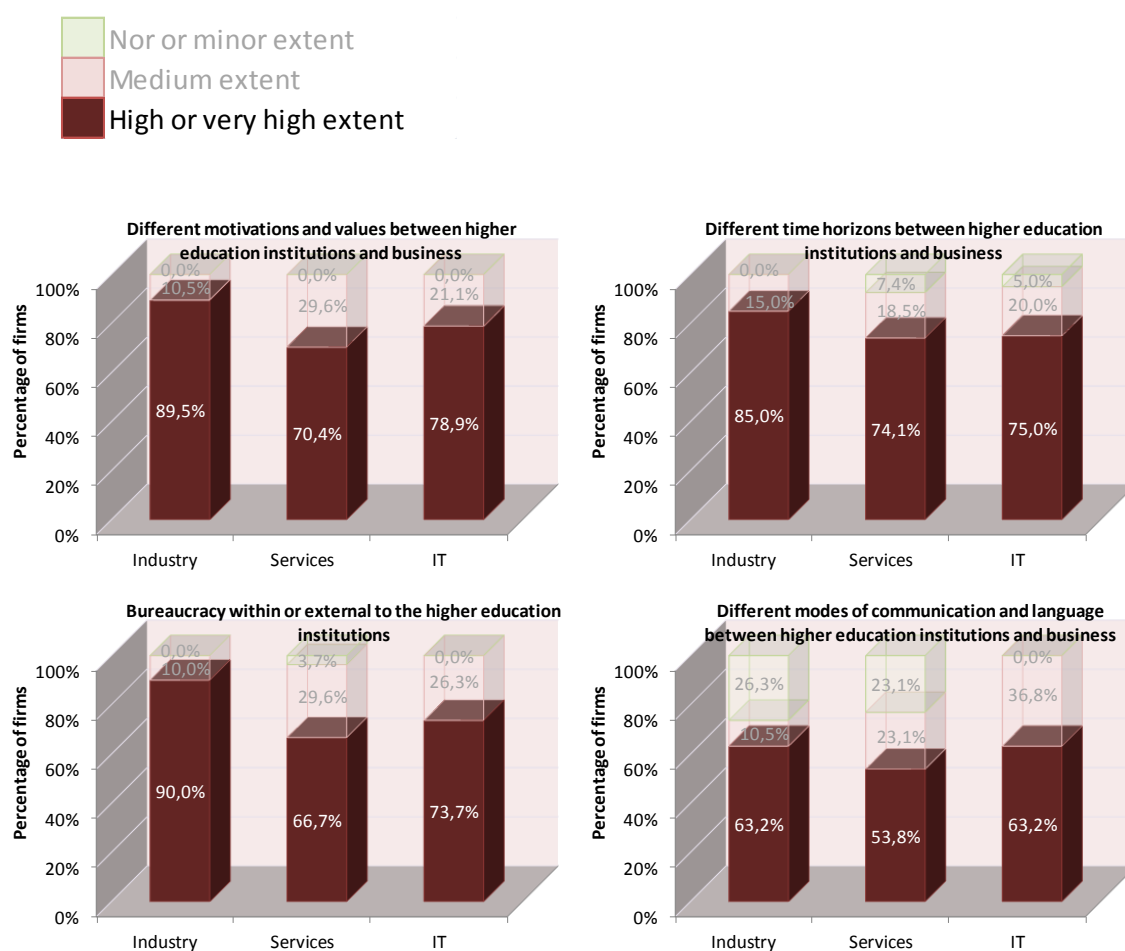 Nor or minor extent
Medium extent
High or very high extent
Different motivations and values between higher
education institutions and business
Percentage of firms
100%
80%
60%
40%
20%
0%
0,0%
10,5%
89,5%
0,0%
29,6%
70,4%
0,0%
21,1%
78,9%
Industry
Services
IT
Different time horizons between higher education
institutions and business
Percentage of firms
100%
80%
60%
40%
20%
0%
0,0%
15,0%
85,0%
7,4%
18,5%
74,1%
5,0%
20,0%
75,0%
Industry
Services
IT
Bureaucracy within or external to the higher education
institutions
Percentage of firms
100%
80%
60%
40%
20%
0%
0,0%
10,0%
90,0%
3,7%
29,6%
66,7%
0,0%
26,3%
73,7%
Industry
Services
IT
Different modes of communication and language
between higher education institutions and business
Percentage of firms
100%
80%
60%
40%
20%
0%
26,3%
10,5%
63,2%
23,1%
23,1%
53,8%
0,0%
36,8%
63,2%
Industry
Services
IT